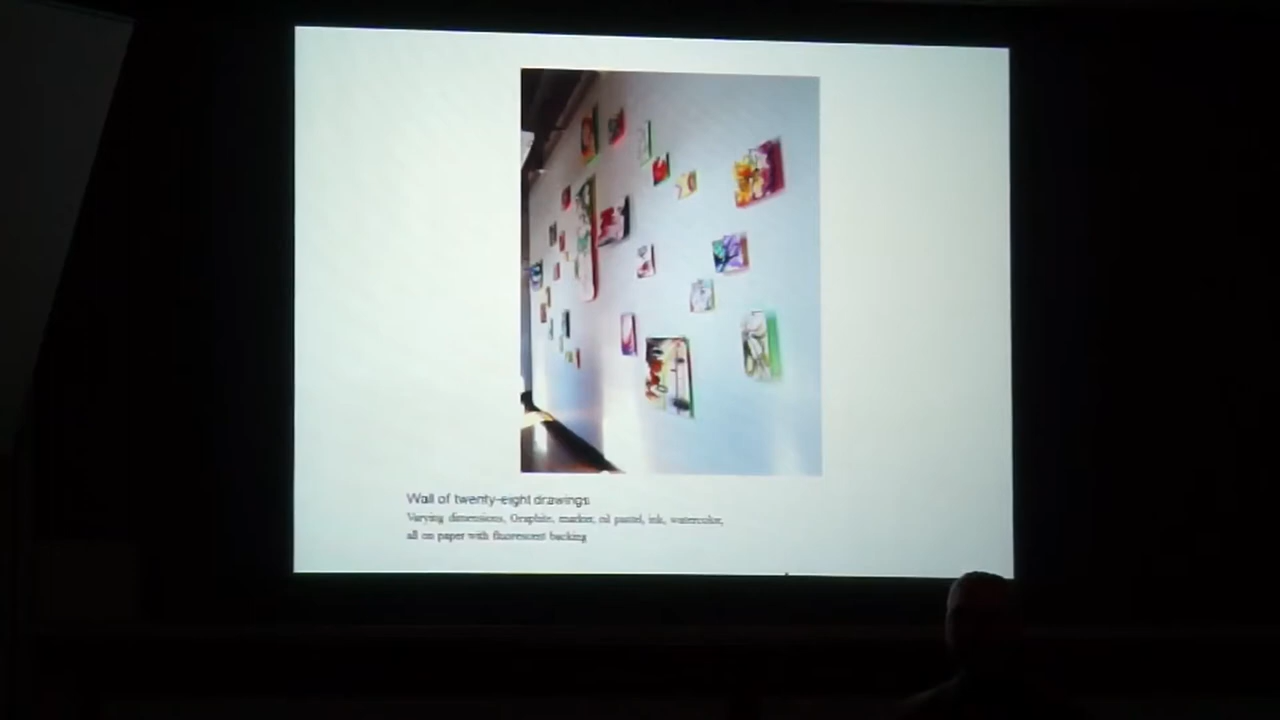 Wall of twenty-eight drawings
Varying dimensions, Graphite, marker, oil pastel, ink, watercolor,
all on paper with fluorescent backing